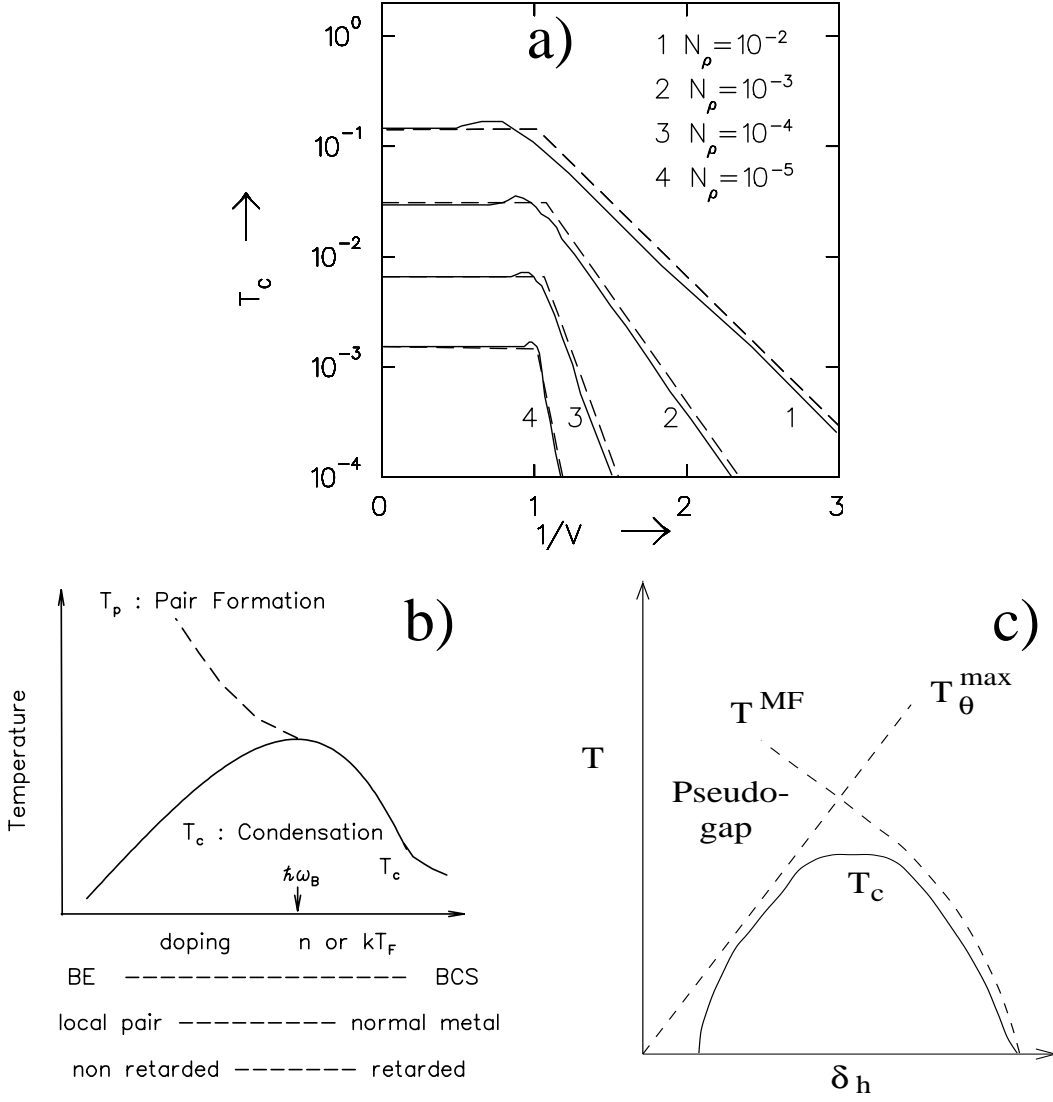 a)
10⁰
10⁻¹
10⁻²
10⁻³
10⁻⁴
T_c
1 N_ρ=10⁻²
2 N_ρ=10⁻³
3 N_ρ=10⁻⁴
4 N_ρ=10⁻⁵
4 3 2 1
0 1 2 3
1/V
b)
T_p : Pair Formation
Temperature
T_c : Condensation
T_c
ħω_B
doping n or kT_F
BE BCS
local pair normal metal
non retarded retarded
c)
T_θ^max
T^MF
T
Pseudo-
gap
T_c
δ_h